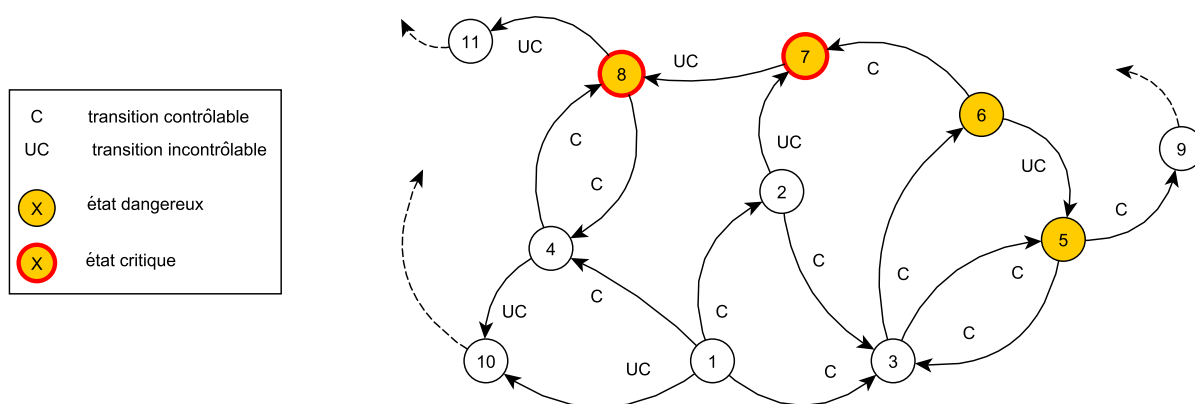 C transition contrôlable
UC transition incontrôlable
X état dangereux
X état critique
11
UC
8
UC
7
C
6
UC
9
C
C
UC
2
C
5
4
C
C
C
C
C
C
UC
10
UC
1
C
3